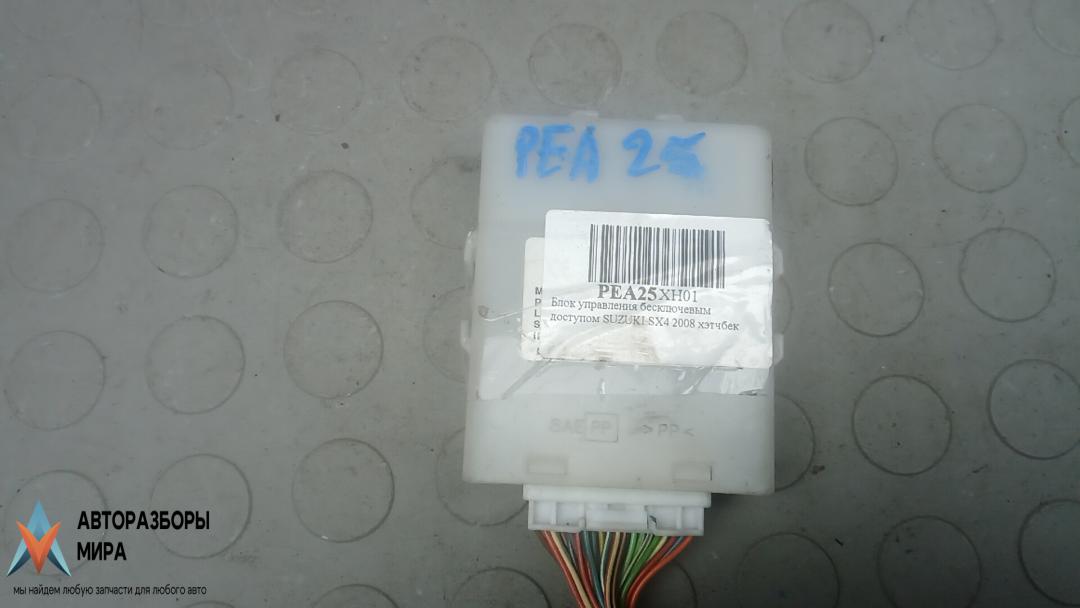 PEA 25
PEA25XH01
Блок управления бесключевым
доступом SUZUKI SX4 2008 хэтчбек
M
P
L
S
SAE PP >PP<
АВТОРАЗБОРЫ
МИРА
мы найдем любую запчасти для любого авто